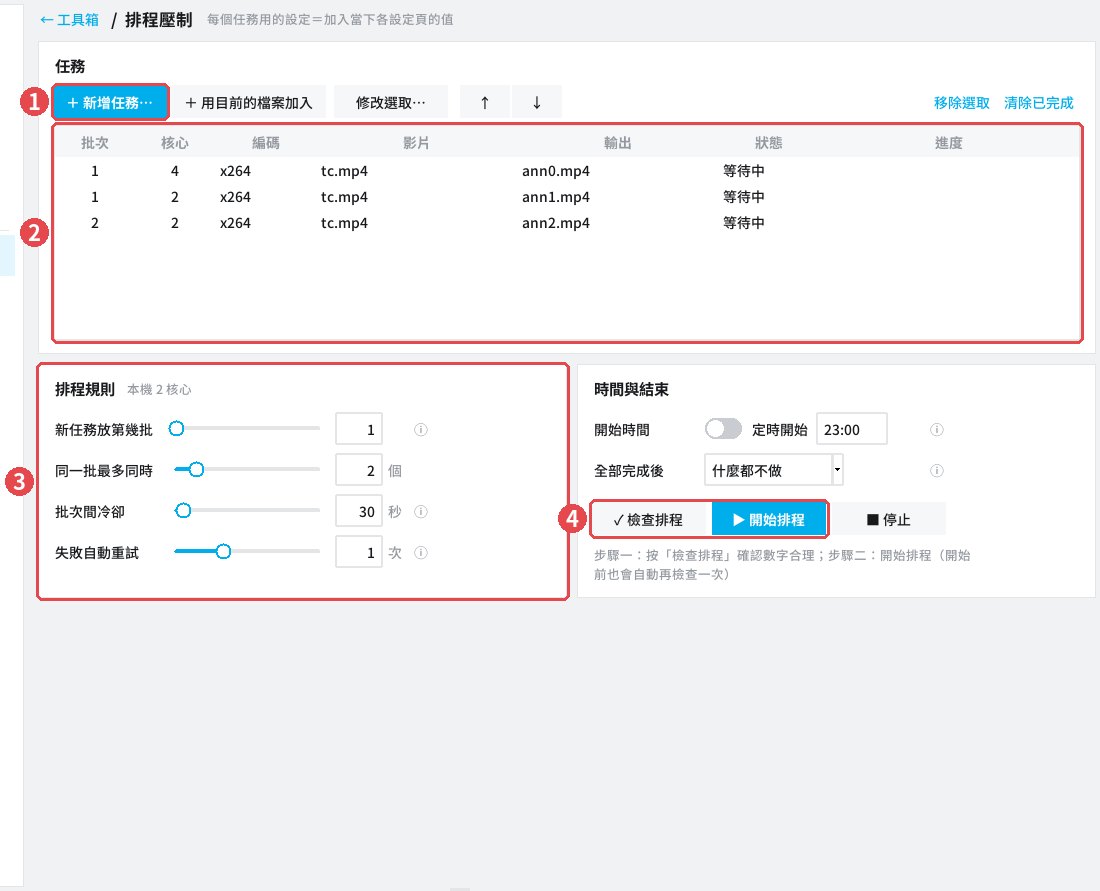 ← 工具箱 / 排程壓制 每個任務用的設定＝加入當下各設定頁的值
任務
1 ＋ 新增任務… ＋ 用目前的檔案加入 修改選取… ↑ ↓ 移除選取 清除已完成
批次 核心 編碼 影片 輸出 狀態 進度
1 4 x264 tc.mp4 ann0.mp4 等待中
1 2 x264 tc.mp4 ann1.mp4 等待中
2 2 x264 tc.mp4 ann2.mp4 等待中
2
排程規則 本機 2 核心
新任務放第幾批 1 ⓘ
同一批最多同時 2 個
批次間冷卻 30 秒 ⓘ
失敗自動重試 1 次 ⓘ
3
時間與結束
開始時間 定時開始 23:00 ⓘ
全部完成後 什麼都不做 ⓘ
4 ✓ 檢查排程 ▶ 開始排程 ■ 停止
步驟一：按「檢查排程」確認數字合理；步驟二：開始排程（開始
前也會自動再檢查一次）